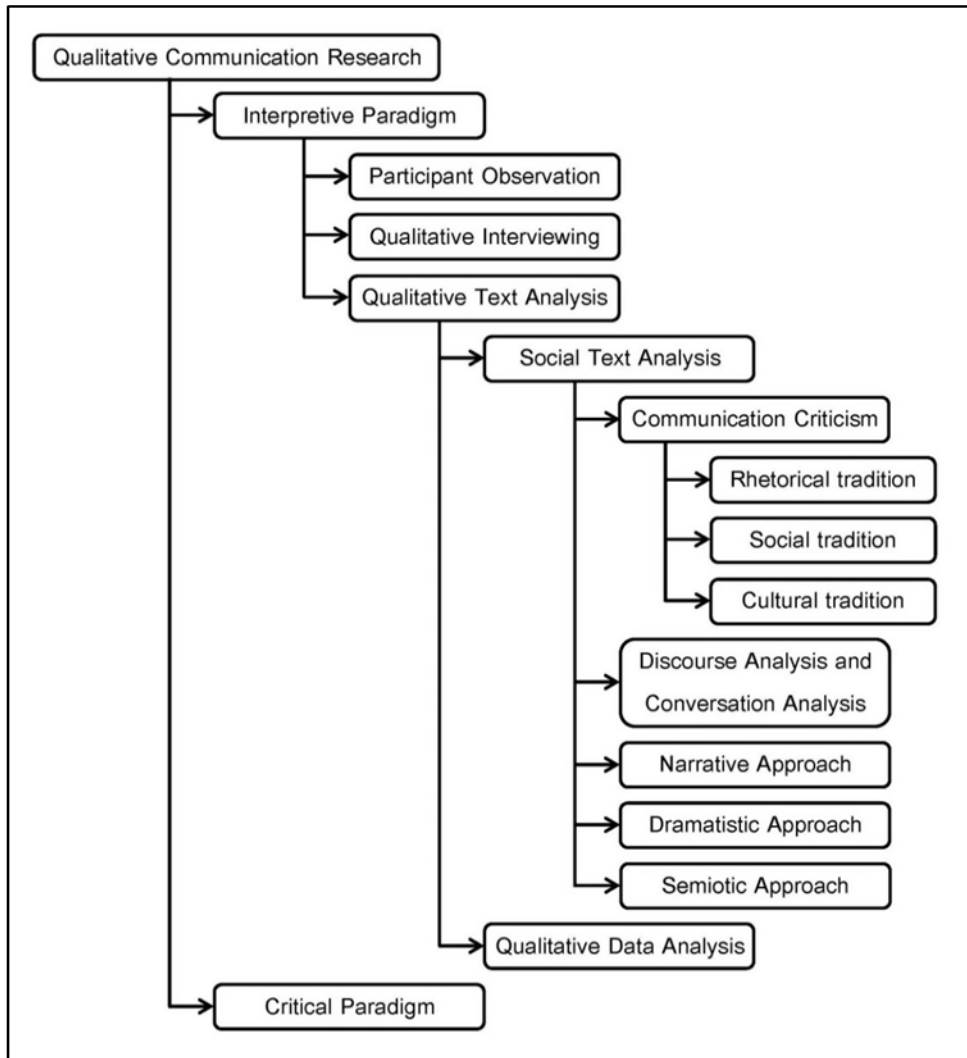 Qualitative Communication Research
Interpretive Paradigm
Participant Observation
Qualitative Interviewing
Qualitative Text Analysis
Social Text Analysis
Communication Criticism
Rhetorical tradition
Social tradition
Cultural tradition
Discourse Analysis and
Conversation Analysis
Narrative Approach
Dramatistic Approach
Semiotic Approach
Qualitative Data Analysis
Critical Paradigm